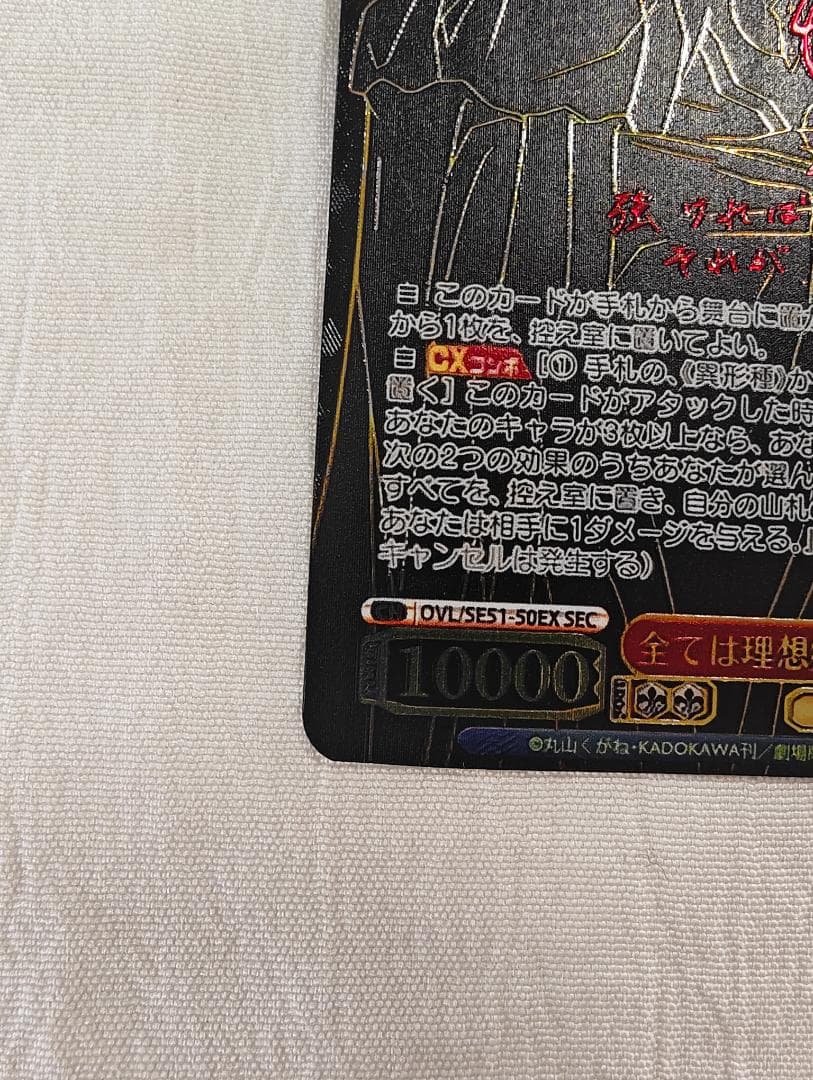 強ければ
それが
自 このカードが手札から舞台に置か
から1枚を、控え室に置いてよい。
自 CXコンボ [① 手札の、《異形種》か
置く] このカードがアタックした時
あなたのキャラが3枚以上なら、あな
次の2つの効果のうちあなたが選ん
すべてを、控え室に置き、自分の山札
あなたは相手に1ダメージを与える。』
キャンセルは発生する)
OVL/SE51-50EX SEC
10000
全ては理想
©丸山くがね・KADOKAWA刊／劇場版